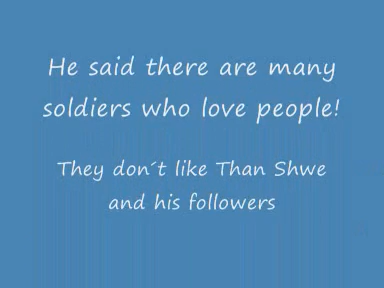 He said there are many
soldiers who love people!
They don´t like Than Shwe
and his followers